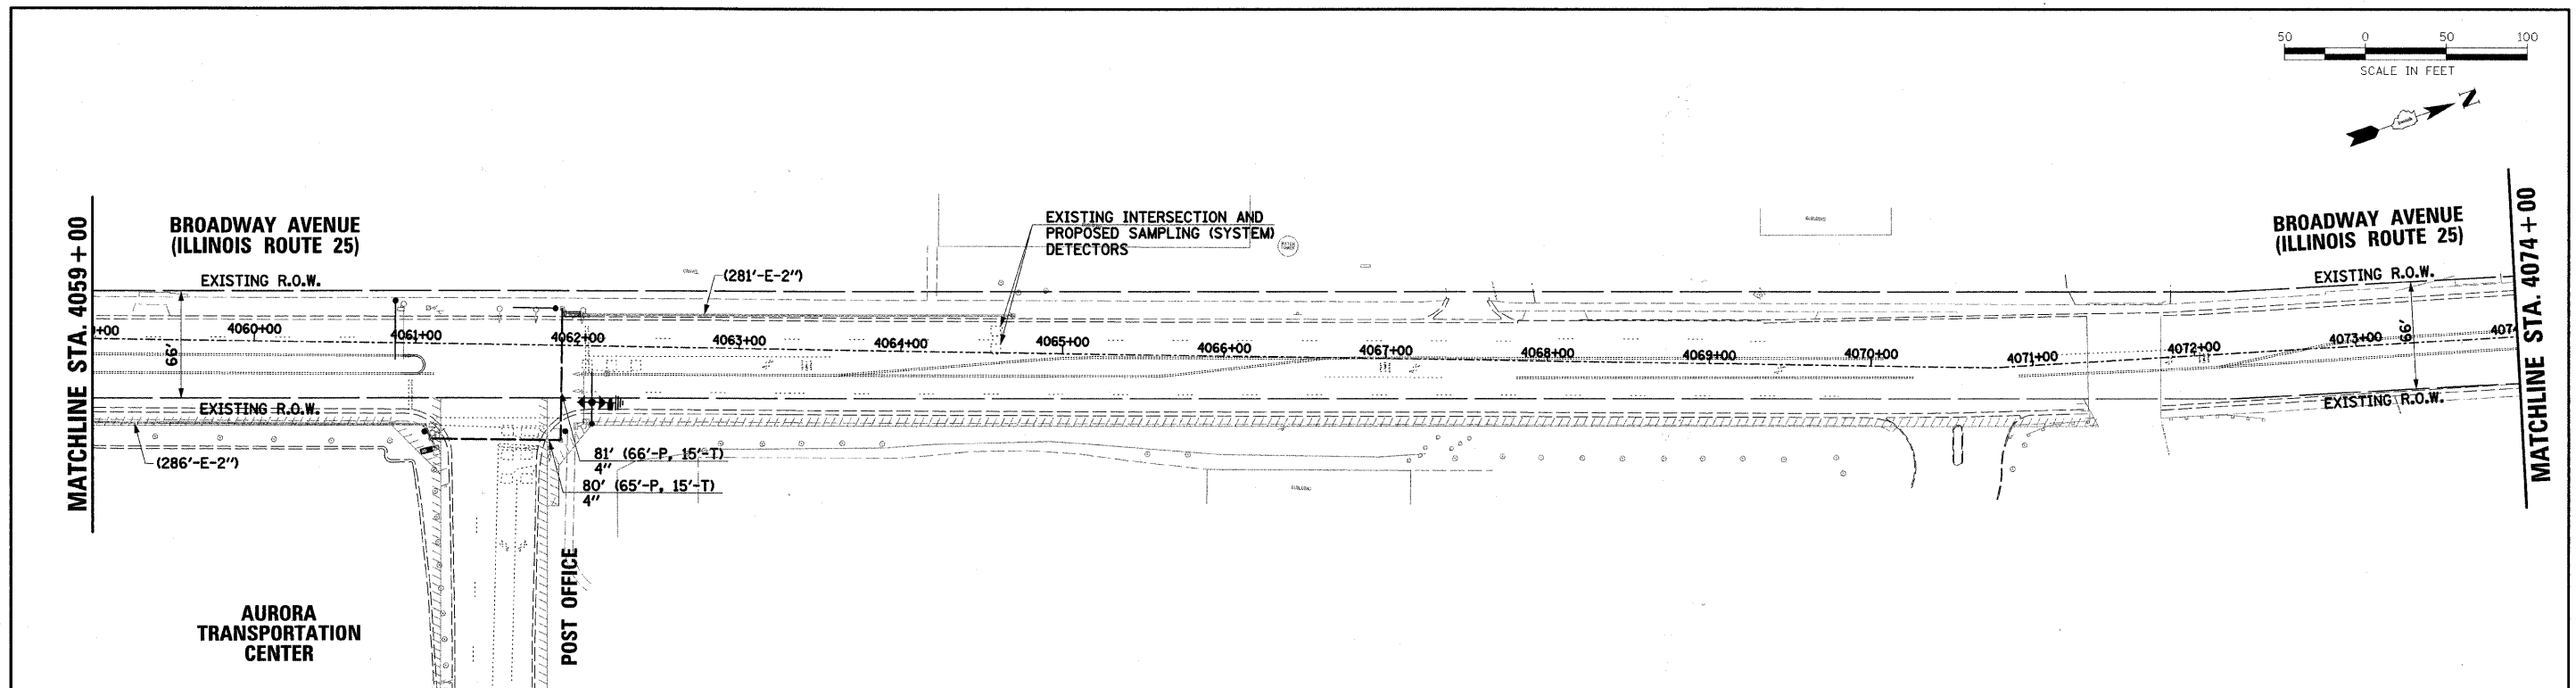 50 0 50 100
SCALE IN FEET
N
MATCHLINE STA. 4059+00
BROADWAY AVENUE
(ILLINOIS ROUTE 25)
EXISTING R.O.W.
66'
EXISTING R.O.W.
(286'-E-2")
(281'-E-2")
EXISTING INTERSECTION AND
PROPOSED SAMPLING (SYSTEM)
DETECTORS
BUILDING
BROADWAY AVENUE
(ILLINOIS ROUTE 25)
EXISTING R.O.W.
66'
EXISTING R.O.W.
MATCHLINE STA. 4074+00
+00 4060+00 4061+00 4062+00 4063+00 4064+00 4065+00 4066+00 4067+00 4068+00 4069+00 4070+00 4071+00 4072+00 4073+00 4074
81' (66'-P, 15'-T)
4"
80' (65'-P, 15'-T)
4"
BUILDING
POST OFFICE
AURORA
TRANSPORTATION
CENTER